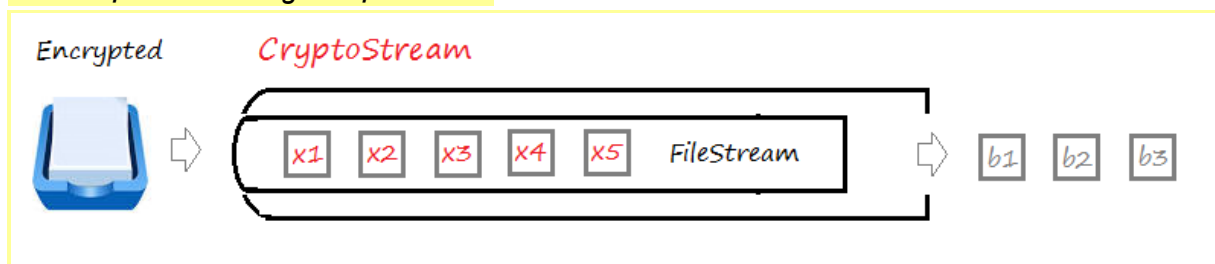 Encrypted CryptoStream
x1 x2 x3 x4 x5 FileStream b1 b2 b3